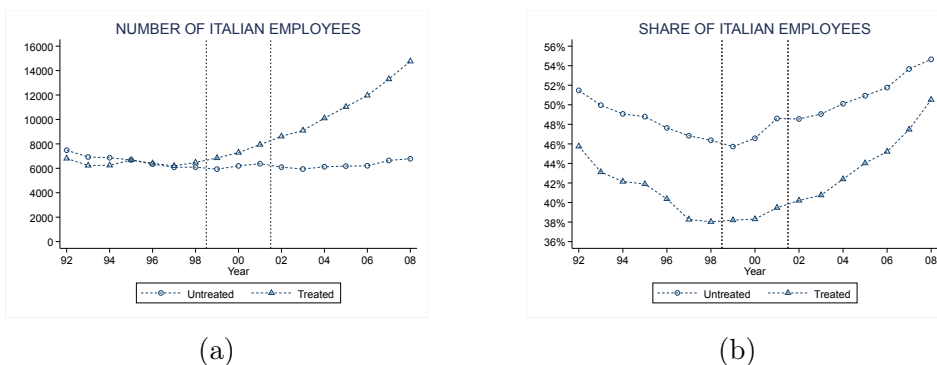 NUMBER OF ITALIAN EMPLOYEES
16000
14000
12000
10000
8000
6000
4000
2000
0
92 94 96 98 00 02 04 06 08
Year
Untreated Treated
(a)
SHARE OF ITALIAN EMPLOYEES
56%
54%
52%
50%
48%
46%
44%
42%
40%
38%
36%
92 94 96 98 00 02 04 06 08
Year
Untreated Treated
(b)